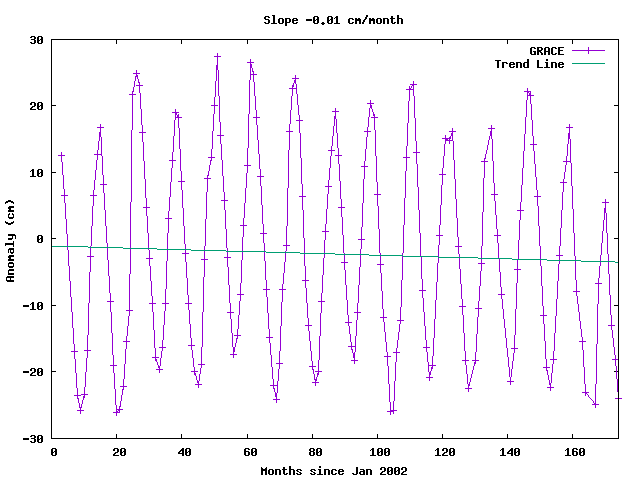 Slope -0.01 cm/month
GRACE
Trend Line
30
20
10
0
-10
-20
-30
Anomaly (cm)
0 20 40 60 80 100 120 140 160
Months since Jan 2002